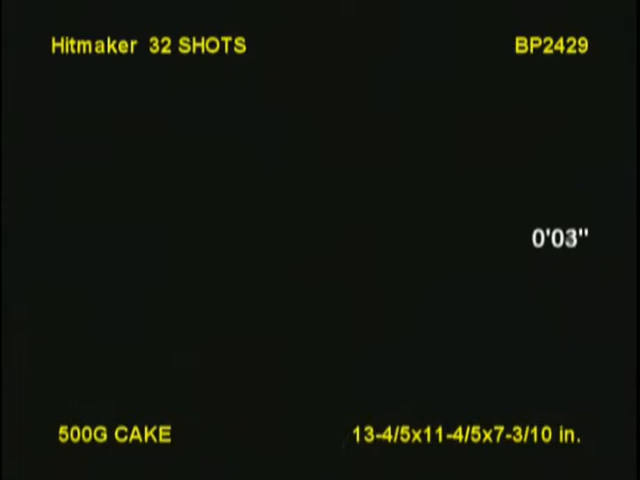 Hitmaker 32 SHOTS
BP2429
0'03"
500G CAKE
13-4/5x11-4/5x7-3/10 in.